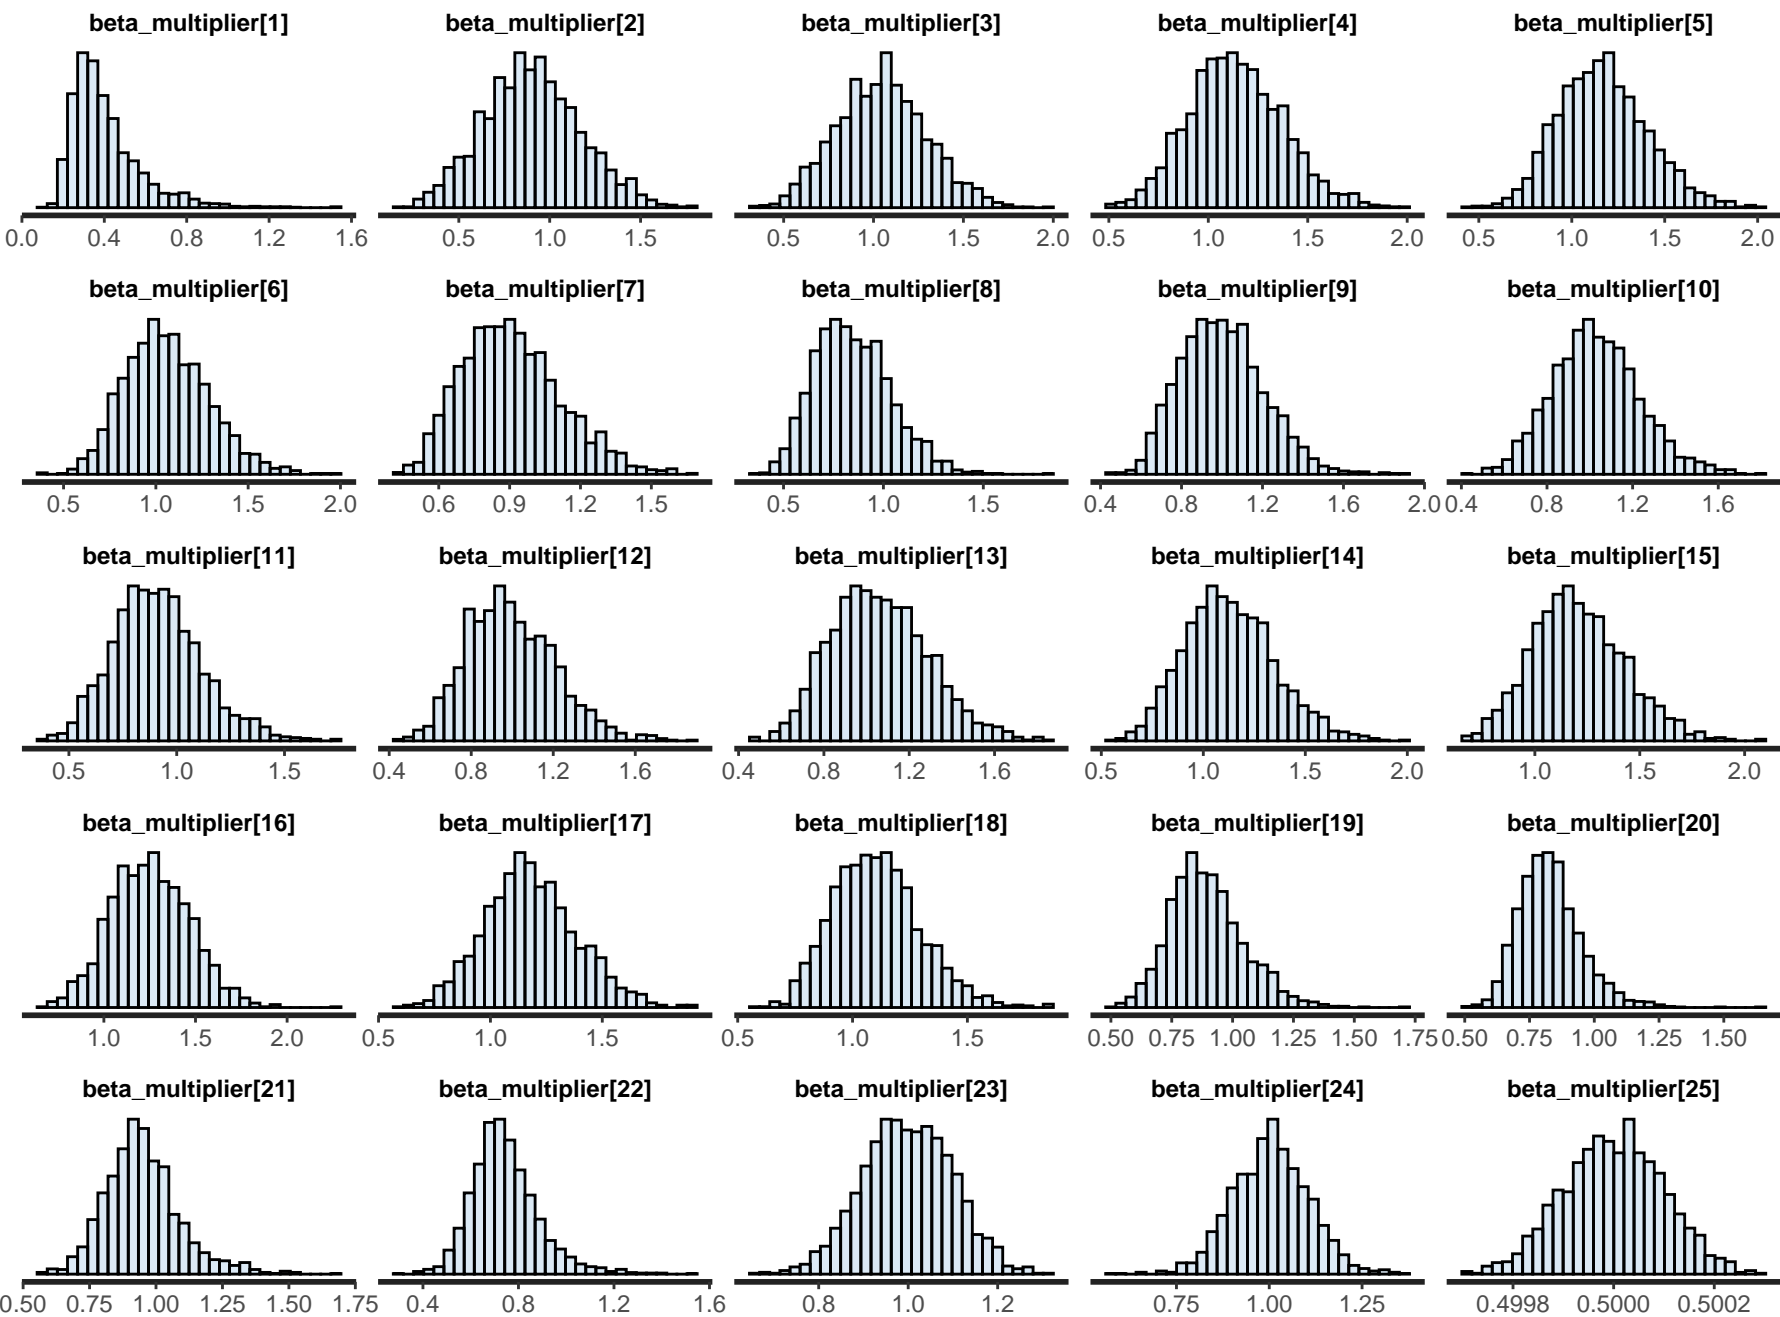 beta_multiplier[1] beta_multiplier[2] beta_multiplier[3] beta_multiplier[4] beta_multiplier[5]
0.0 0.4 0.8 1.2 1.6 0.5 1.0 1.5 0.5 1.0 1.5 2.0 0.5 1.0 1.5 2.0 0.5 1.0 1.5 2.0
beta_multiplier[6] beta_multiplier[7] beta_multiplier[8] beta_multiplier[9] beta_multiplier[10]
0.5 1.0 1.5 2.0 0.6 0.9 1.2 1.5 0.5 1.0 1.5 0.4 0.8 1.2 1.6 2.0 0.4 0.8 1.2 1.6
beta_multiplier[11] beta_multiplier[12] beta_multiplier[13] beta_multiplier[14] beta_multiplier[15]
0.5 1.0 1.5 0.4 0.8 1.2 1.6 0.4 0.8 1.2 1.6 0.5 1.0 1.5 2.0 1.0 1.5 2.0
beta_multiplier[16] beta_multiplier[17] beta_multiplier[18] beta_multiplier[19] beta_multiplier[20]
1.0 1.5 2.0 0.5 1.0 1.5 0.5 1.0 1.5 0.50 0.75 1.00 1.25 1.50 1.75 0.50 0.75 1.00 1.25 1.50
beta_multiplier[21] beta_multiplier[22] beta_multiplier[23] beta_multiplier[24] beta_multiplier[25]
0.50 0.75 1.00 1.25 1.50 1.75 0.4 0.8 1.2 1.6 0.8 1.0 1.2 0.75 1.00 1.25 0.4998 0.5000 0.5002